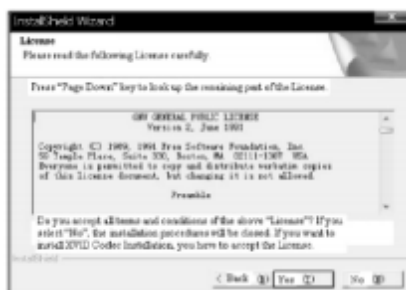 InstallShield Wizard
License
Please read the following License carefully.
Press "Page Down" key to look up the remaining part of the License.
GNU GENERAL PUBLIC LICENSE
Version 2, June 1991
Copyright (C) 1989, 1991 Free Software Foundation, Inc.
59 Temple Place, Suite 330, Boston, MA 02111-1307 USA
Everyone is permitted to copy and distribute verbatim copies
of this license document, but changing it is not allowed.
Preamble
Do you accept all terms and conditions of the above "License"? If you
select "No", the installation procedures will be closed. If you want to
install XVID Codec Installation, you have to accept the License.
InstallShield
< Back (B) Yes (Y) No (N)